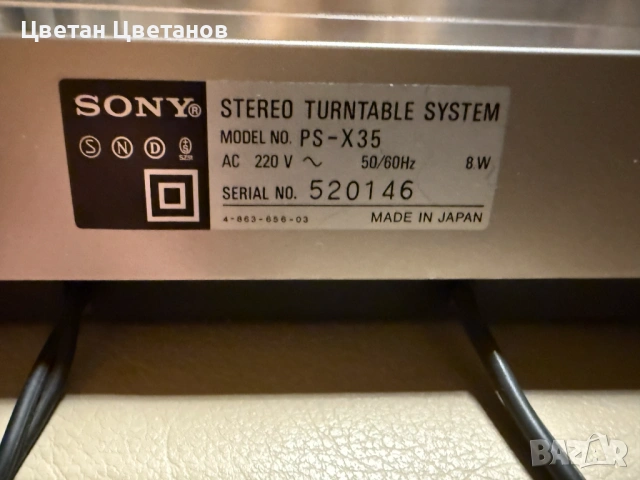 Цветан Цветанов
SONY®
STEREO TURNTABLE SYSTEM
MODEL NO. PS-X35
S N D S
AC 220 V ~ 50/60Hz 8 W
SERIAL NO. 520146
4-863-656-03 MADE IN JAPAN
BAZAR